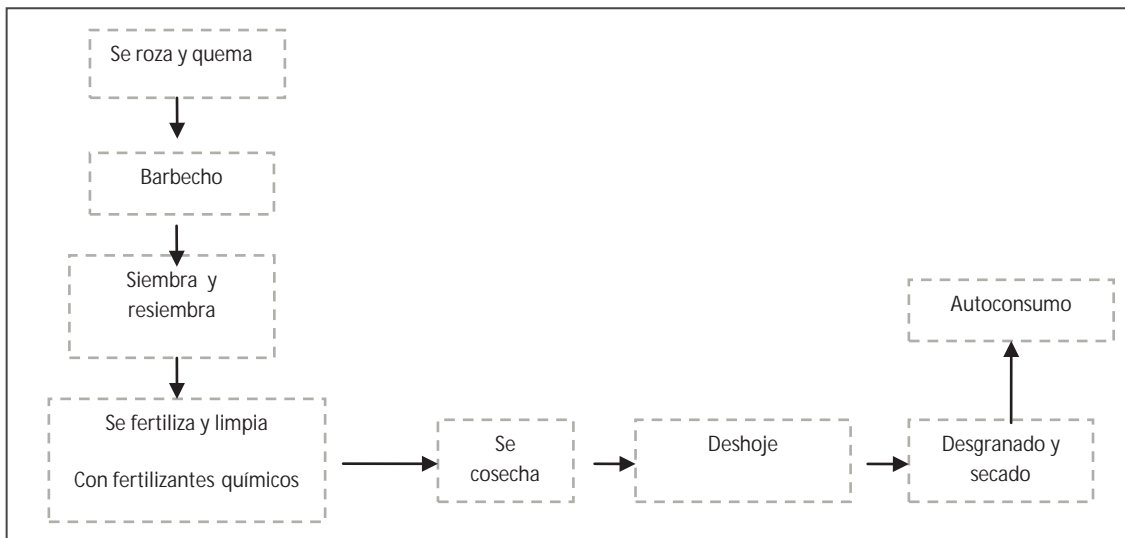 Se roza y quema
Barbecho
Siembra y
resiembra
Se fertiliza y limpia
Con fertilizantes químicos
Se
cosecha
Deshoje
Desgranado y
secado
Autoconsumo